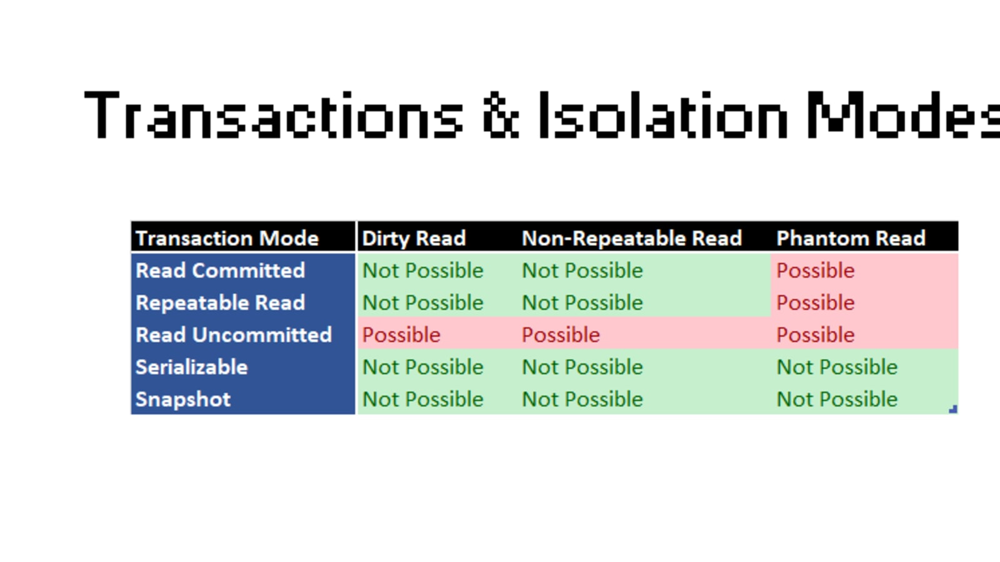 Transactions & Isolation Modes
Transaction Mode Dirty Read Non-Repeatable Read Phantom Read
Read Committed Not Possible Not Possible Possible
Repeatable Read Not Possible Not Possible Possible
Read Uncommitted Possible Possible Possible
Serializable Not Possible Not Possible Not Possible
Snapshot Not Possible Not Possible Not Possible